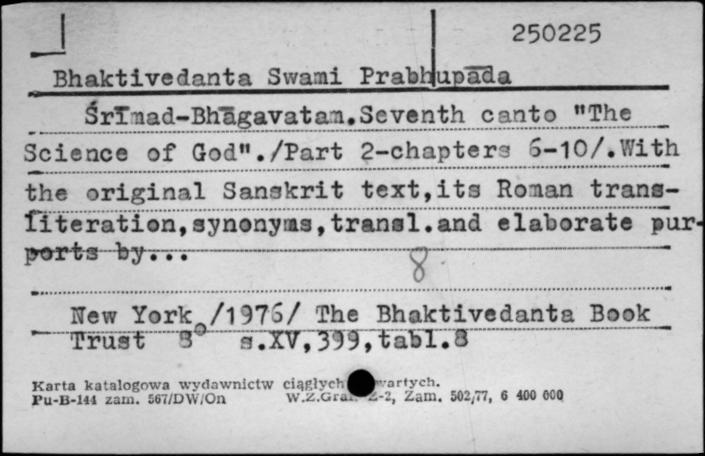 250225
Bhaktivedanta Swami Prabhupāda
Śrīmad-Bhāgavatam.Seventh canto "The
Science of God"./Part 2-chapters 6-10/.With
the original Sanskrit text,its Roman trans-
literation,synonyms,transl.and elaborate pur-
ports by...
8
New York /1976/ The Bhaktivedanta Book
Trust 8° s.XV,399,tabl.8
Karta katalogowa wydawnictw ciągłych
Pu-B-144 zam. 567/DW/On W.Z.Graf. Z-2, Zam. 502/77, 6 400 000